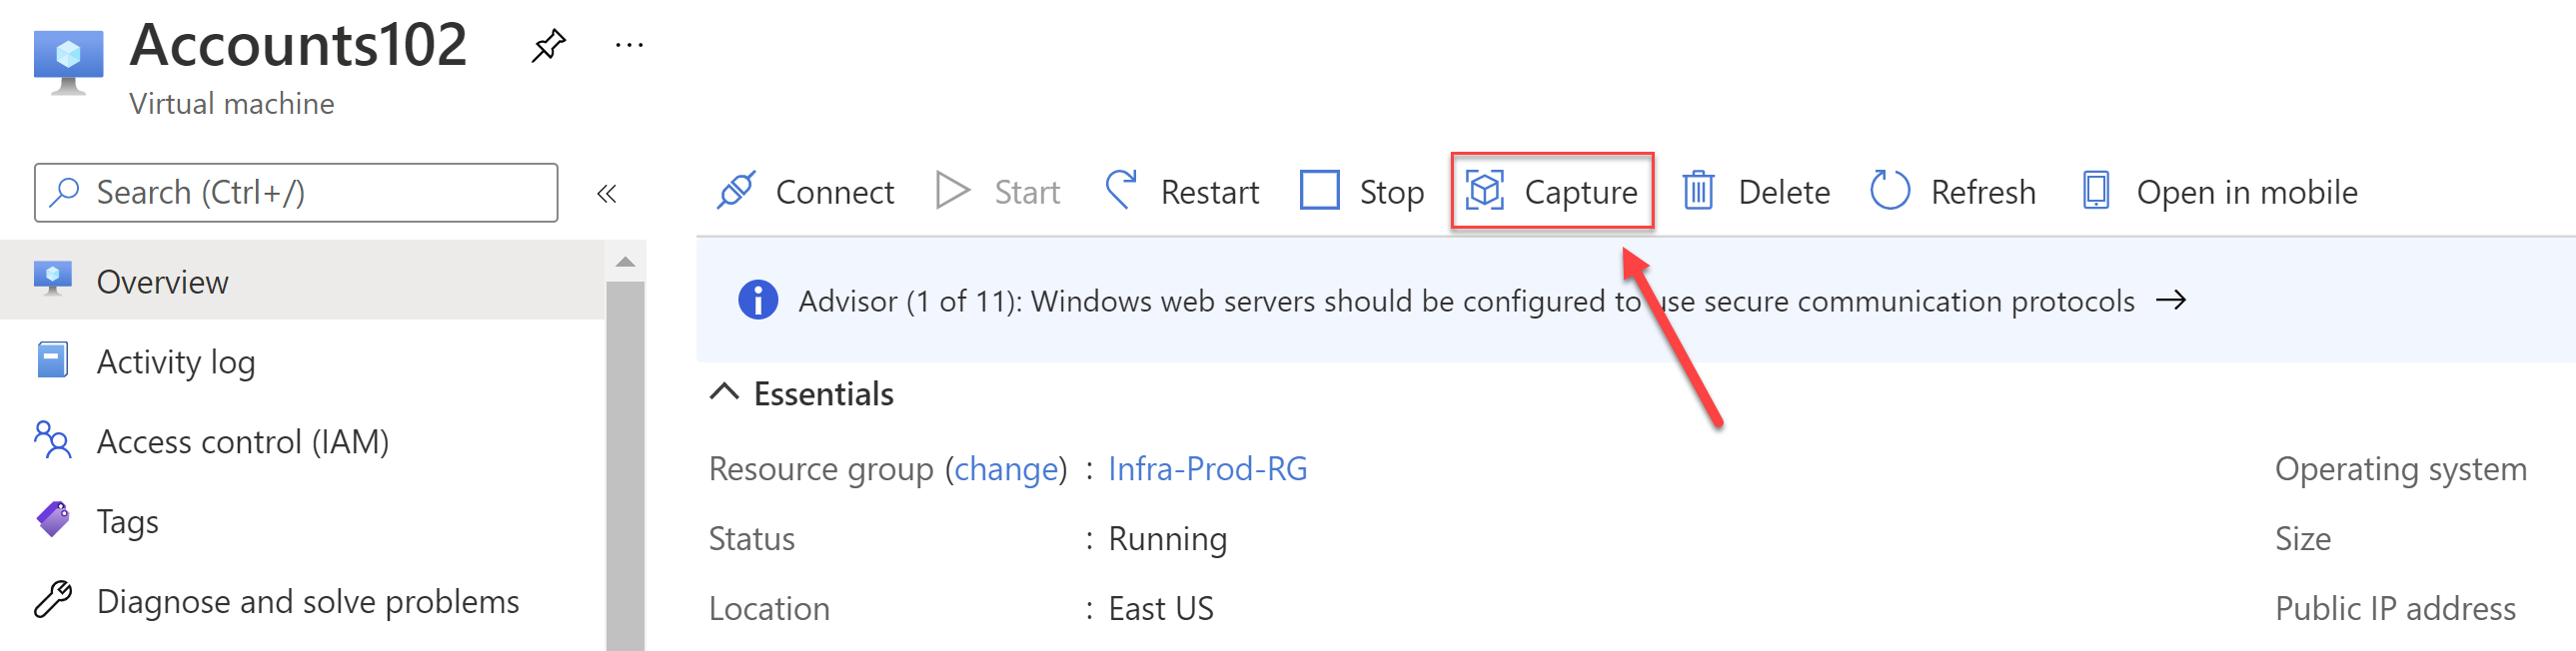 Accounts102
Virtual machine
Search (Ctrl+/)
Connect Start Restart Stop Capture Delete Refresh Open in mobile
Overview
Activity log
Access control (IAM)
Tags
Diagnose and solve problems
Advisor (1 of 11): Windows web servers should be configured to use secure communication protocols →
Essentials
Resource group (change) : Infra-Prod-RG
Status : Running
Location : East US
Operating system
Size
Public IP address